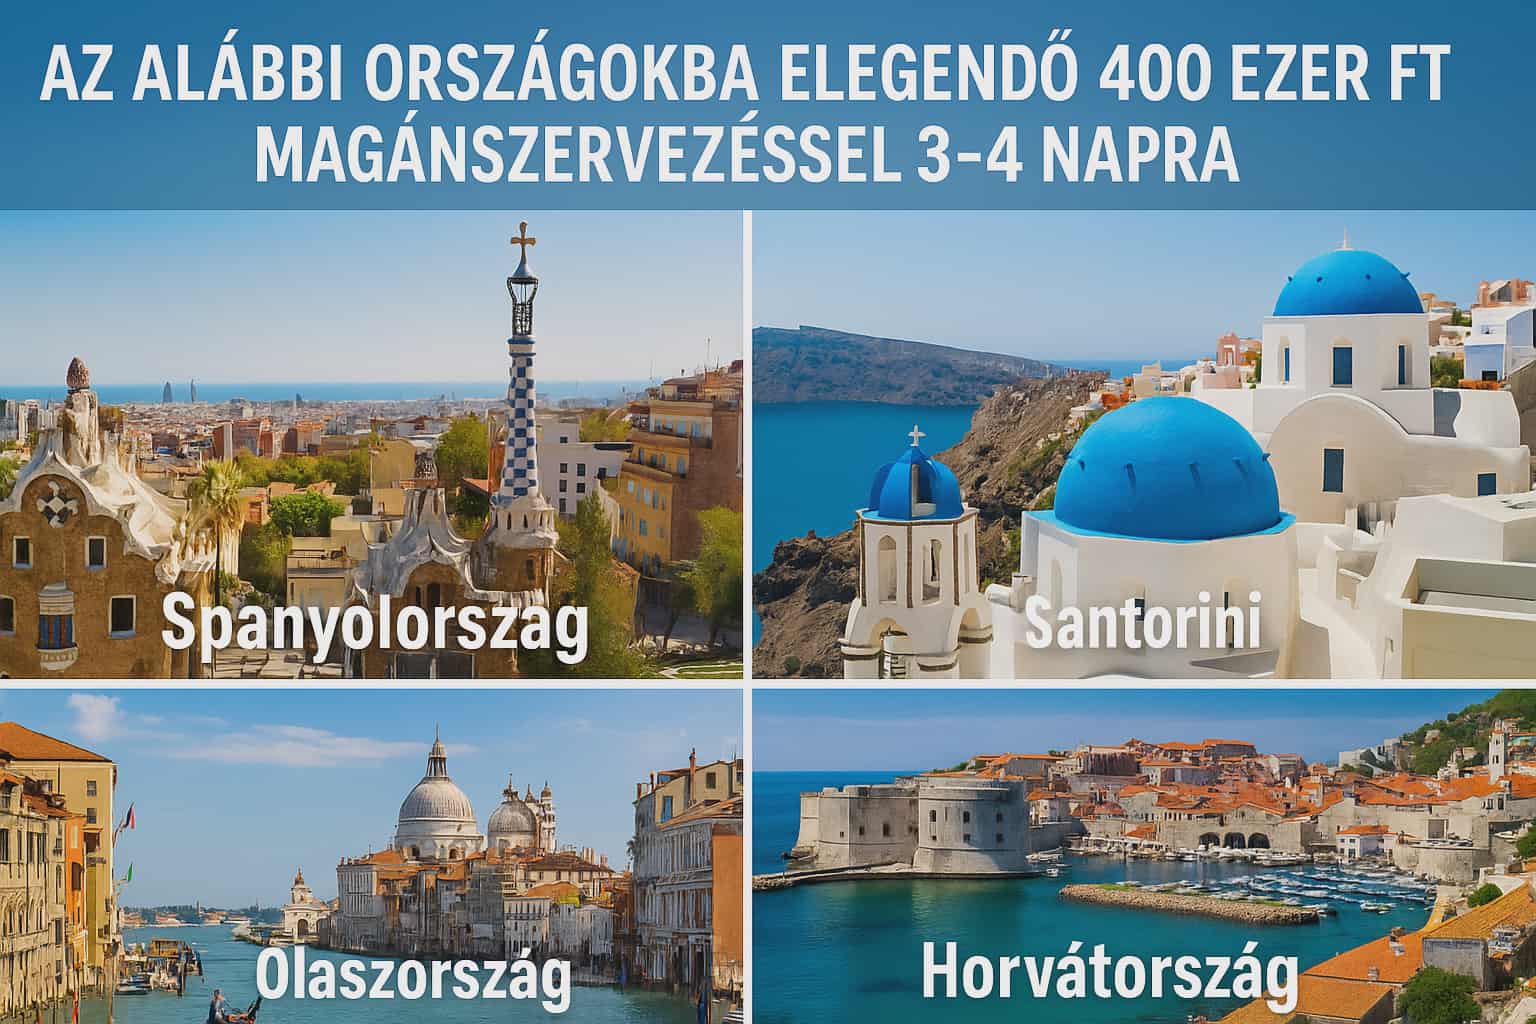 AZ ALÁBBI ORSZÁGOKBA ELEGENDŐ 400 EZER FT
MAGÁNSZERVEZÉSSEL 3-4 NAPRA
Spanyolország
Santorini
Olaszország
Horvátország